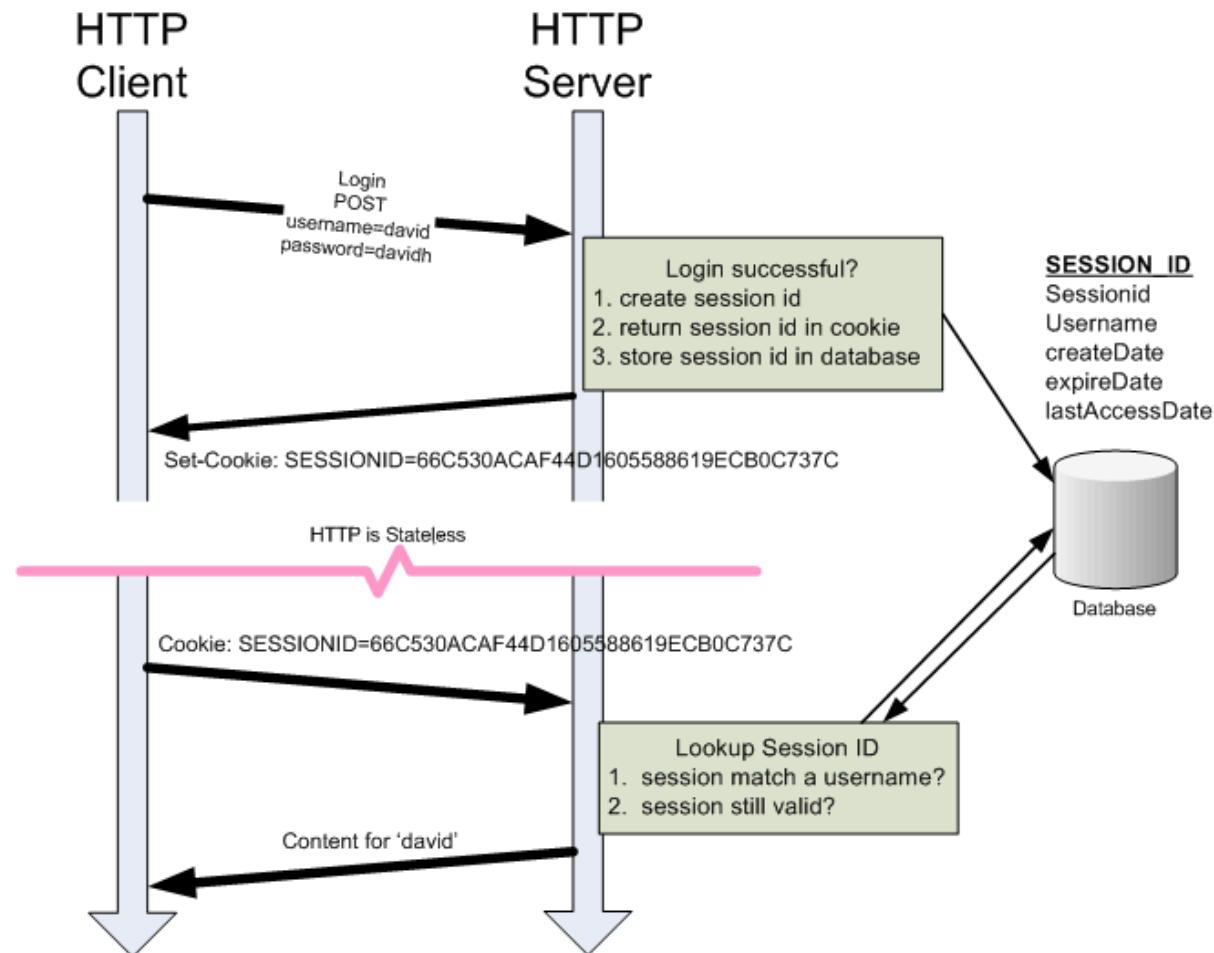 HTTP
Client
HTTP
Server
Login
POST
username=david
password=davidh
Login successful?
1. create session id
2. return session id in cookie
3. store session id in database
SESSION_ID
Sessionid
Username
createDate
expireDate
lastAccessDate
Set-Cookie: SESSIONID=66C530ACAF44D1605588619ECB0C737C
HTTP is Stateless
Database
Cookie: SESSIONID=66C530ACAF44D1605588619ECB0C737C
Lookup Session ID
1. session match a username?
2. session still valid?
Content for ‘david’